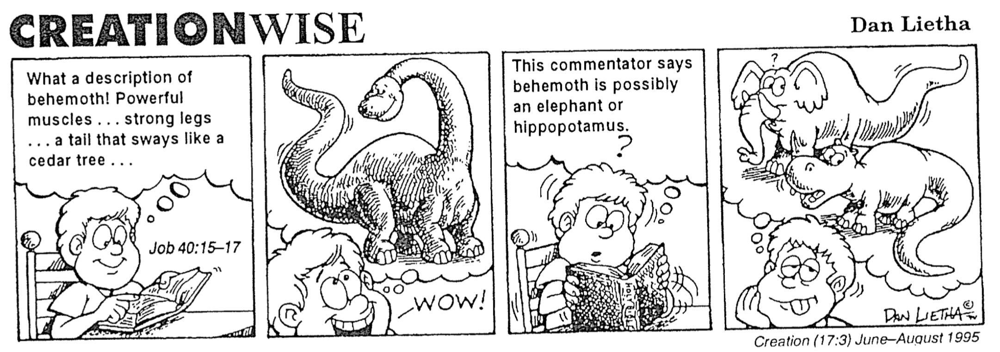 CREATIONWISE
Dan Lietha
What a description of
behemoth! Powerful
muscles . . . strong legs
. . . a tail that sways like a
cedar tree . . .
Job 40:15–17
WOW!
This commentator says
behemoth is possibly
an elephant or
hippopotamus.
?
HOLY BIBLE
?
DAN LIETHA ©
Creation (17:3) June–August 1995